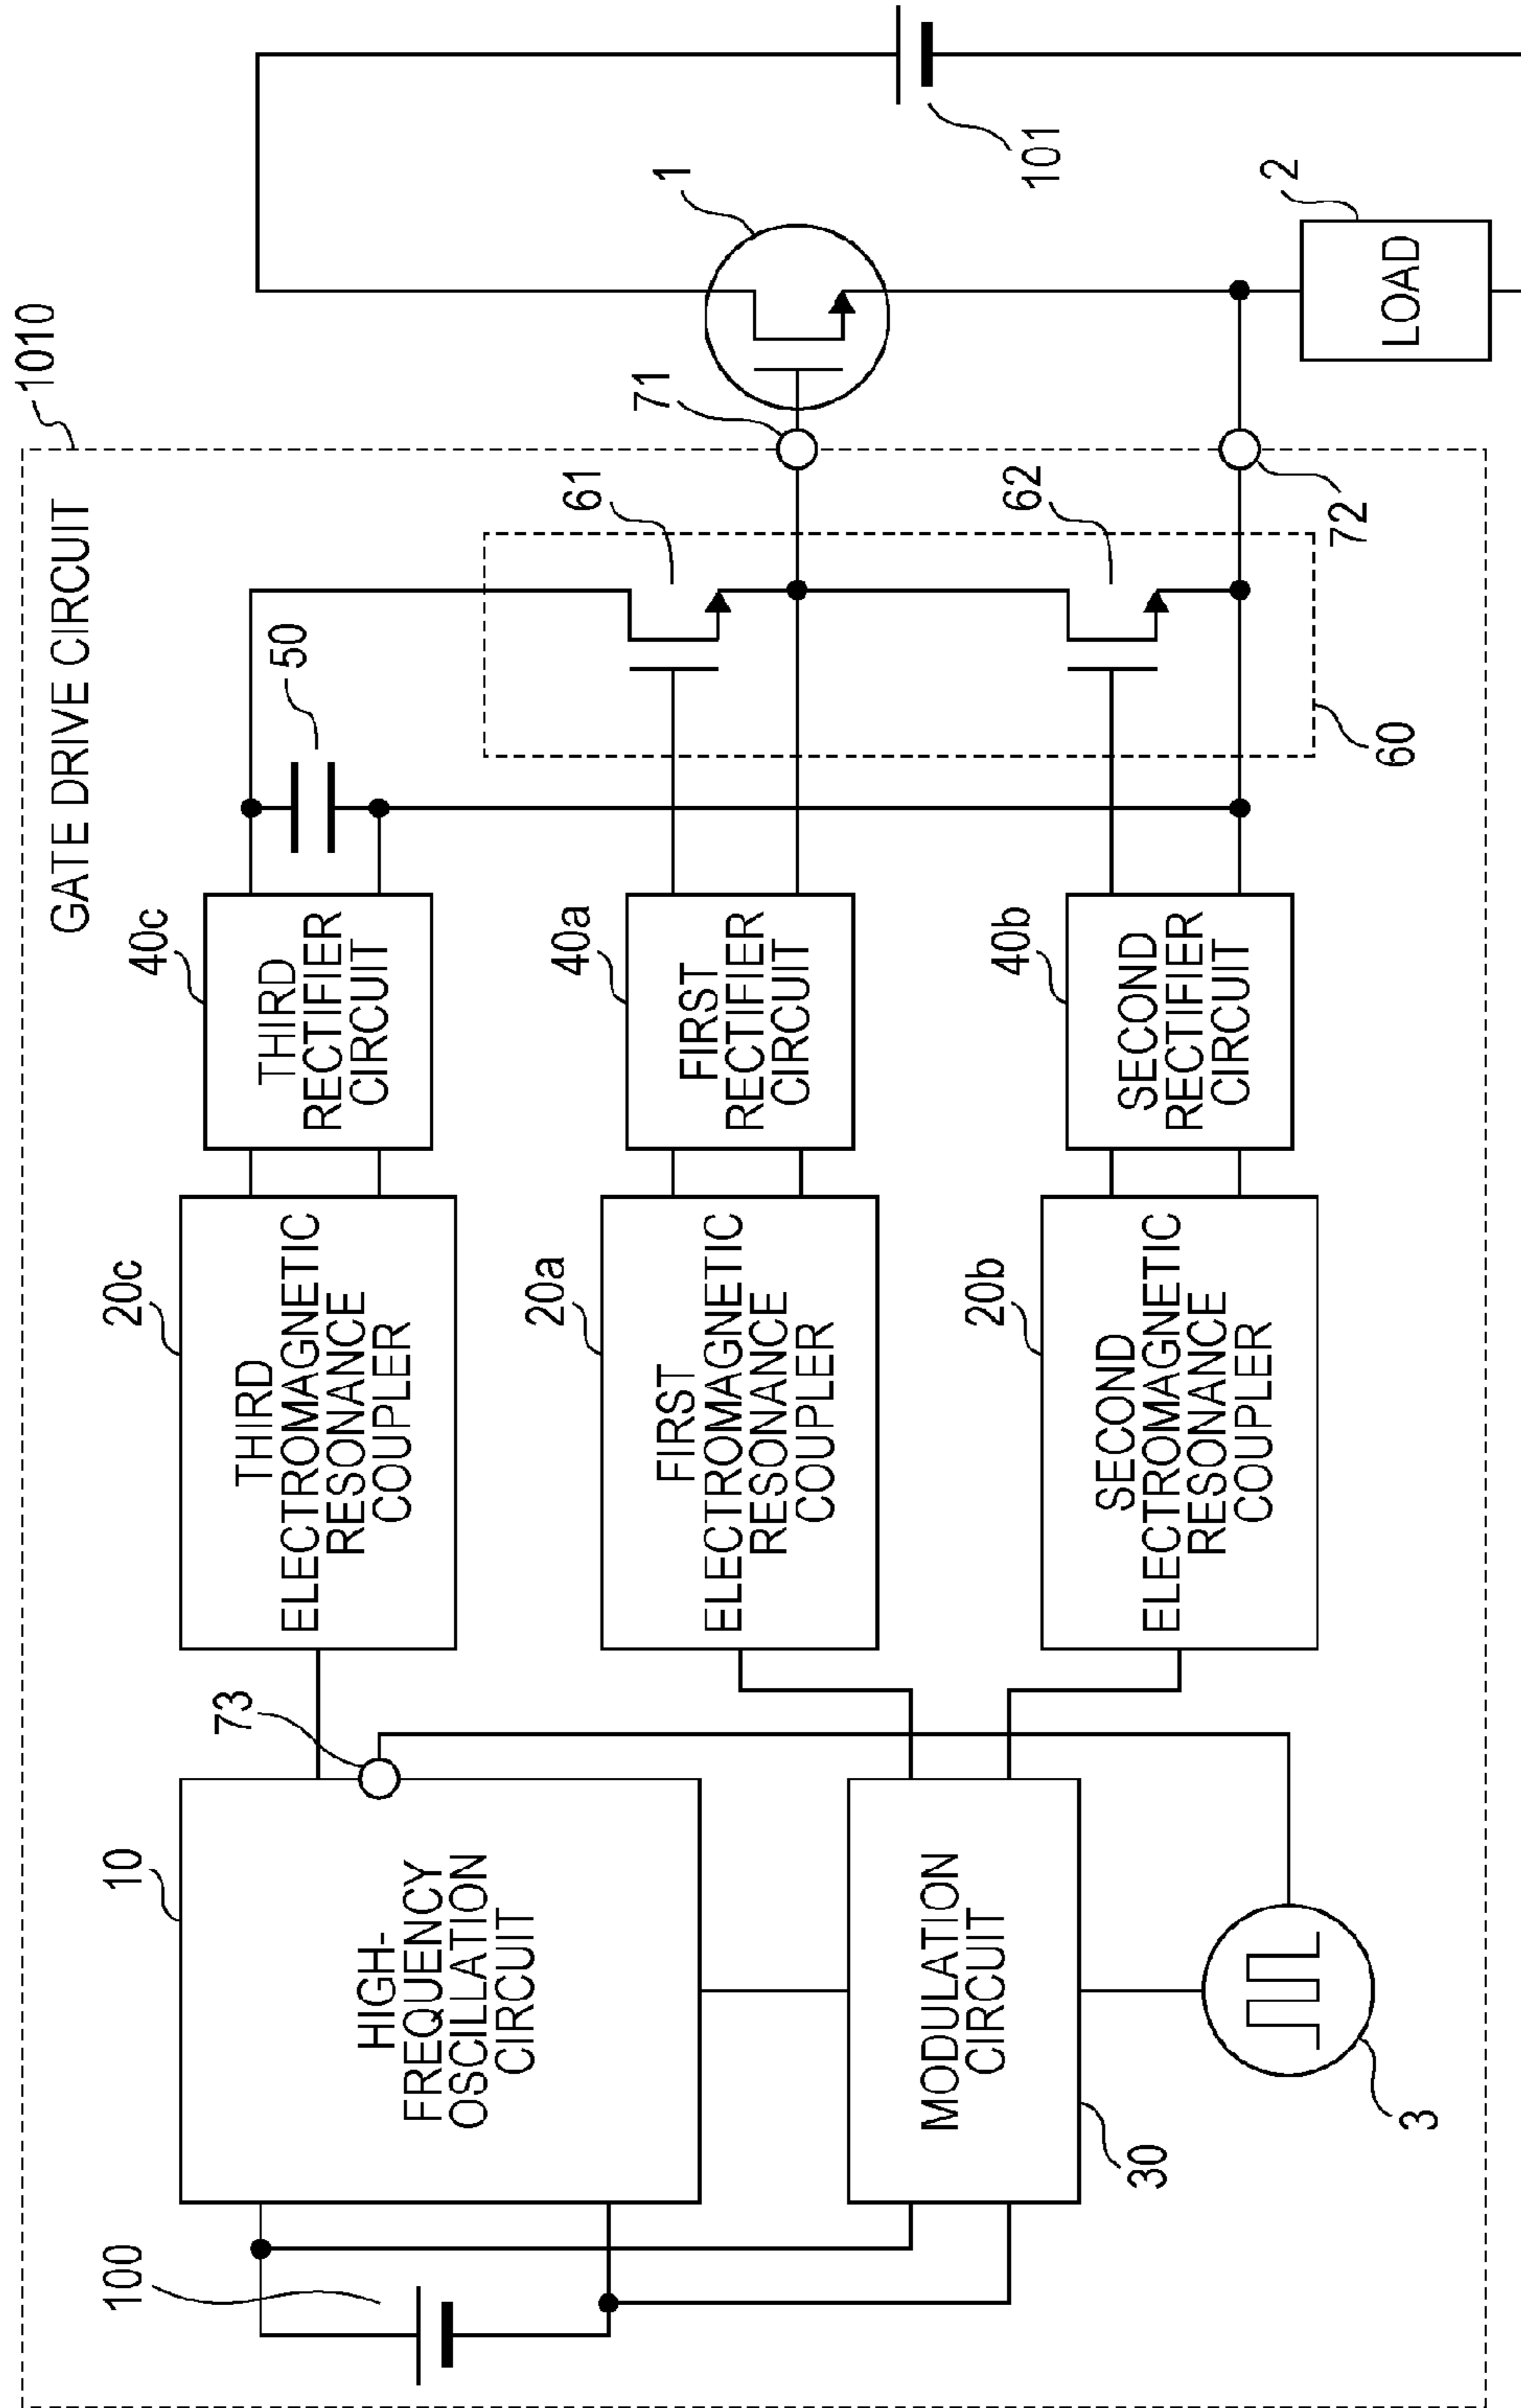 1010
GATE DRIVE CIRCUIT
100
10
HIGH-
FREQUENCY
OSCILLATION
CIRCUIT
73
20c
THIRD
ELECTROMAGNETIC
RESONANCE
COUPLER
40c
THIRD
RECTIFIER
CIRCUIT
50
20a
FIRST
ELECTROMAGNETIC
RESONANCE
COUPLER
40a
FIRST
RECTIFIER
CIRCUIT
61
71
1
101
MODULATION
CIRCUIT
30
3
20b
SECOND
ELECTROMAGNETIC
RESONANCE
COUPLER
40b
SECOND
RECTIFIER
CIRCUIT
62
60
72
2
LOAD